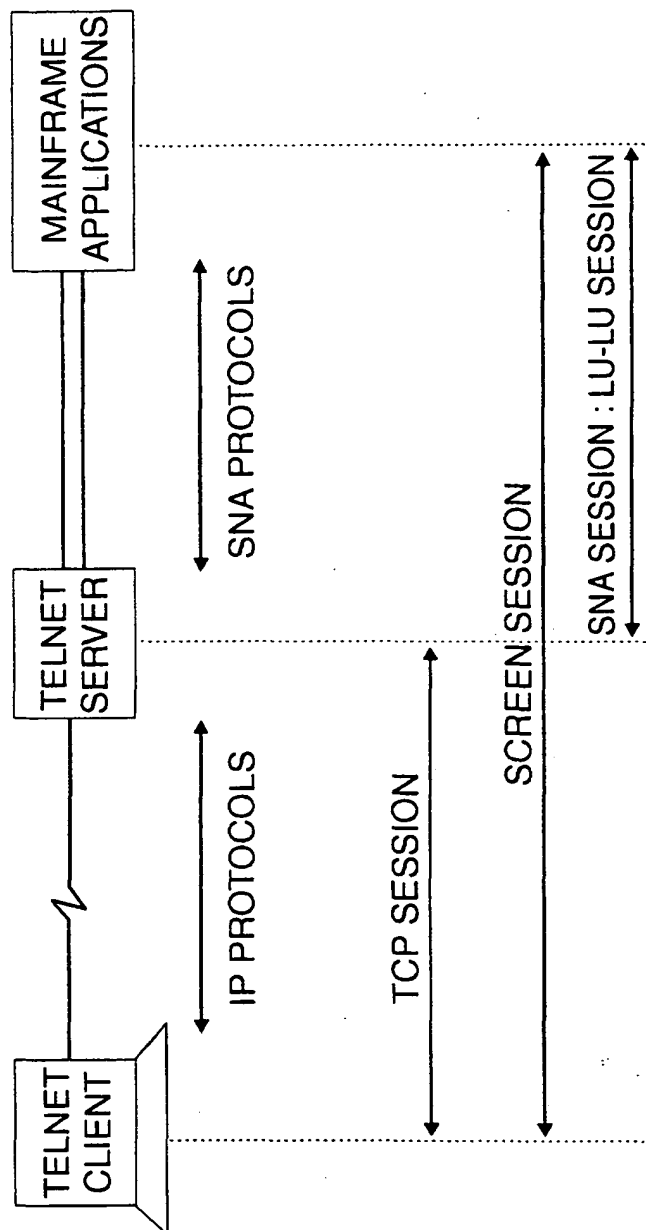 TELNET
CLIENT
TELNET
SERVER
MAINFRAME
APPLICATIONS
IP PROTOCOLS
SNA PROTOCOLS
TCP SESSION
SCREEN SESSION
SNA SESSION : LU-LU SESSION